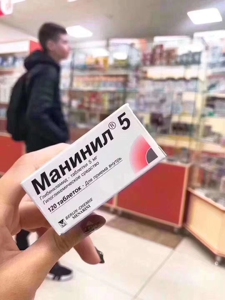 Манинил® 5
Глибенкламид, таблетки 5 мг
Гипогликемическое средство
120 таблеток - Для приема внутрь
BERLIN-CHEMIE
MENARINI